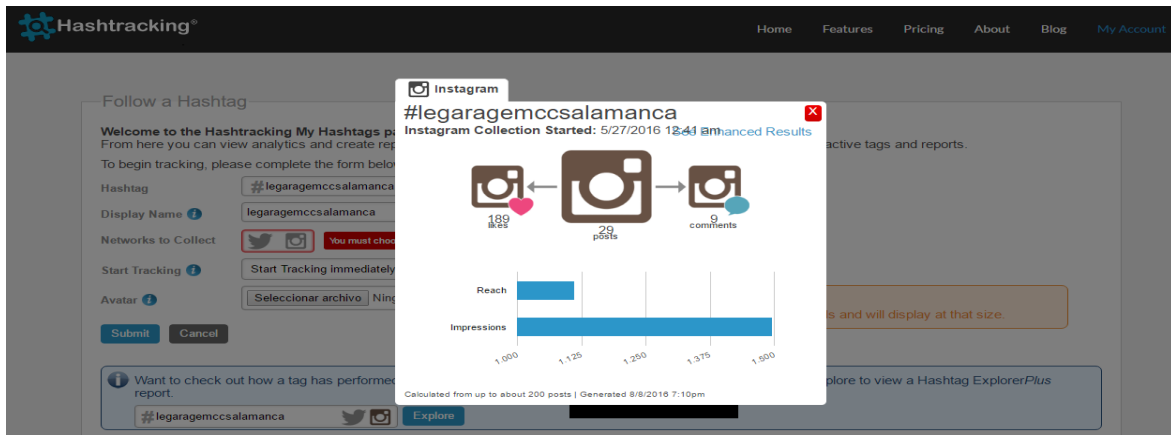 Hashtracking®
Home Features Pricing About Blog My Account
Follow a Hashtag
Welcome to the Hashtracking My Hashtags
From here you can view analytics and create active tags and reports.
To begin tracking, please complete the form
Hashtag #legaragemccsalamanca
Display Name i legaragemccsalamanca
Networks to Collect You must
Start Tracking i Start Tracking immediately
Avatar i Seleccionar archivo
and will display at that size.
Submit Cancel
i Want to check out how a tag has performed to view a Hashtag ExplorerPlus
report.
#legaragemccsalamanca Explore
Instagram
#legaragemccsalamanca X
Instagram Collection Started: 5/27/2016 12:41 am
See Enhanced Results
189
likes
29
posts
9
comments
Reach
Impressions
1.000 1.125 1.250 1.375 1.500
Calculated from up to about 200 posts | Generated 8/8/2016 7:10pm